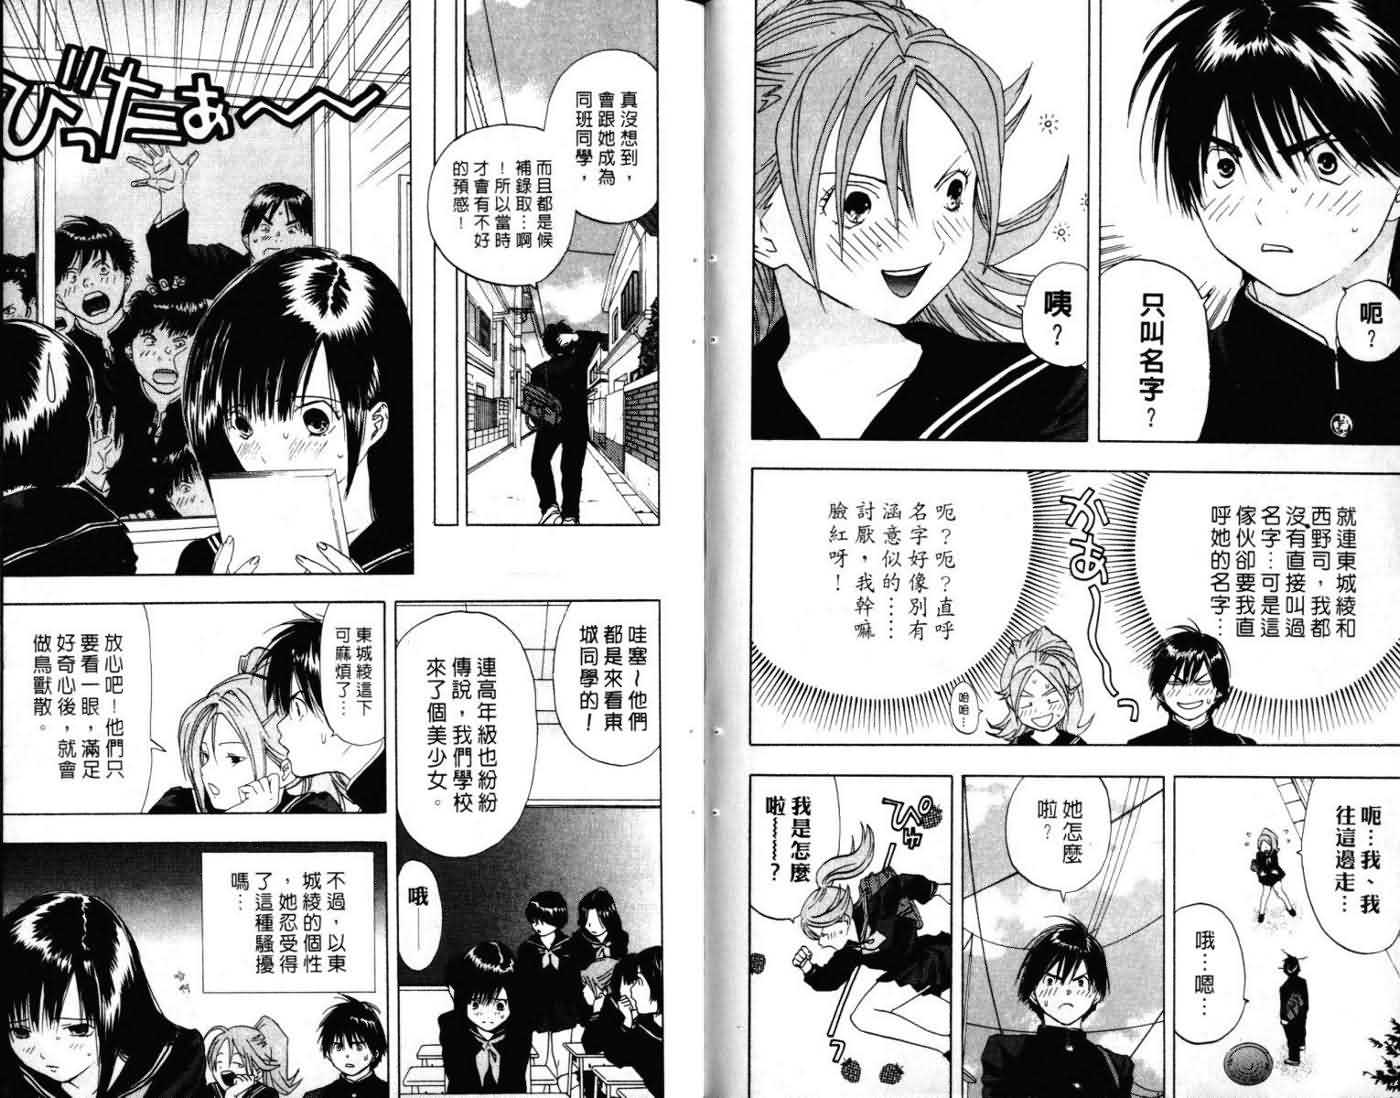 呃?
只叫名字?
咦?
就連東城綾和
西野司，我都
沒有直接叫過
名字…可是這
傢伙卻要我直
呼她的名字…
かあぁ～っ
呃?呃?直呼
名字好像別有
涵意似的……
討厭，我幹嘛
臉紅呀!
呃…我、我
往這邊走…
哦…嗯…
她怎麼
啦?
ぴゅ
我是怎麼
啦～～～?
真沒想到，
會跟她成為
同班同學，
而且都是候
補錄取…啊
!所以當時
才會有不好
的預感!
びったぁ～～
哇塞～他們
都是來看東
城同學的!
連高年級也紛紛
傳說，我們學校
來了個美少女。
哦——
東城綾這下
可麻煩了…
放心吧!他們只
要看一眼，滿足
好奇心後，就會
做鳥獸散。
不過，以東
城綾的個性
，她忍受得
了這種騷擾
嗎…